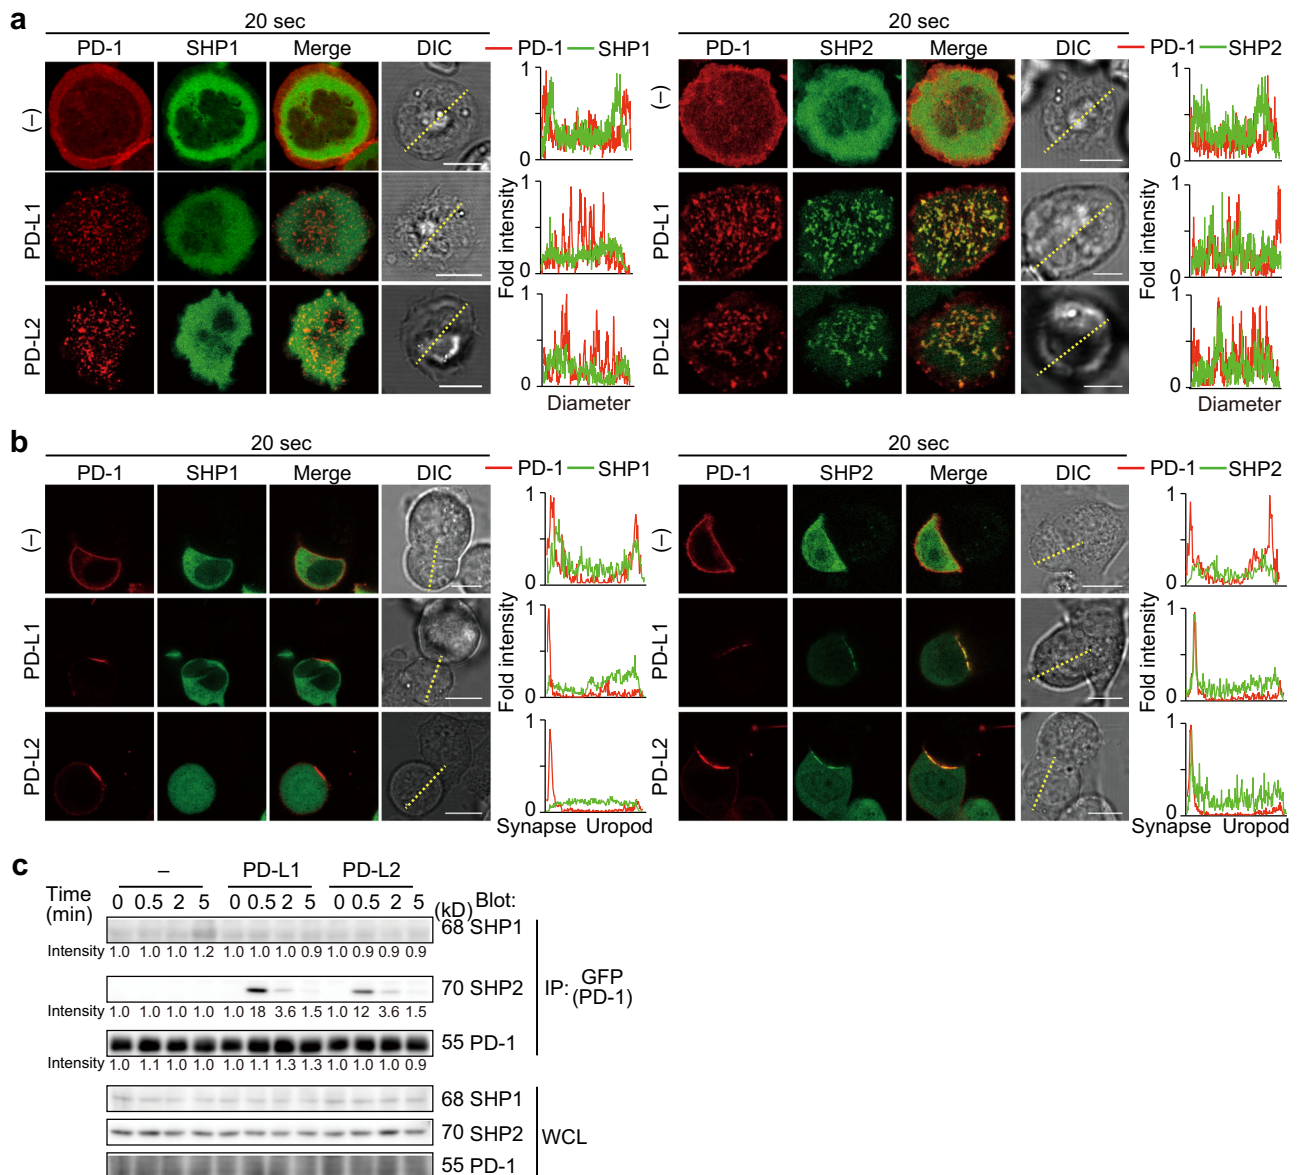 a
20 sec
PD-1 SHP1 Merge DIC PD-1 SHP1
(–)
PD-L1
PD-L2
1
0
1
0
1
0
Fold intensity
Diameter
20 sec
PD-1 SHP2 Merge DIC PD-1 SHP2
(–)
PD-L1
PD-L2
1
0
1
0
1
0
Fold intensity
Diameter
b
20 sec
PD-1 SHP1 Merge DIC PD-1 SHP1
(–)
PD-L1
PD-L2
1
0
1
0
1
0
Fold intensity
Synapse Uropod
20 sec
PD-1 SHP2 Merge DIC PD-1 SHP2
(–)
PD-L1
PD-L2
1
0
1
0
1
0
Fold intensity
Synapse Uropod
c
– PD-L1 PD-L2
Time (min) 0 0.5 2 5 0 0.5 2 5 0 0.5 2 5 (kD) Blot:
68 SHP1
Intensity 1.0 1.0 1.0 1.2 1.0 1.0 1.0 0.9 1.0 0.9 0.9 0.9
70 SHP2
Intensity 1.0 1.0 1.0 1.0 1.0 18 3.6 1.5 1.0 12 3.6 1.5
55 PD-1
Intensity 1.0 1.1 1.0 1.0 1.0 1.1 1.3 1.3 1.0 1.0 1.0 0.9
IP: GFP (PD-1)
68 SHP1
70 SHP2
55 PD-1
WCL